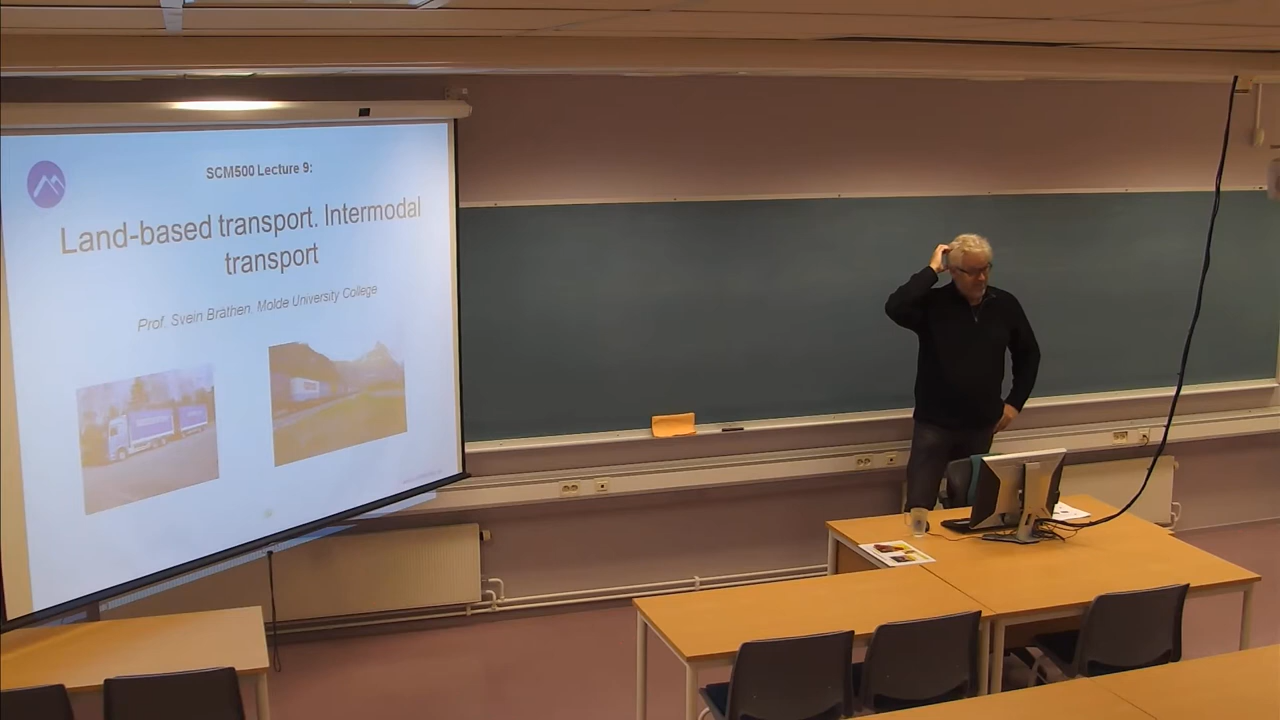 SCM500 Lecture 9:
Land-based transport. Intermodal
transport
Prof. Svein Bråthen, Molde University College